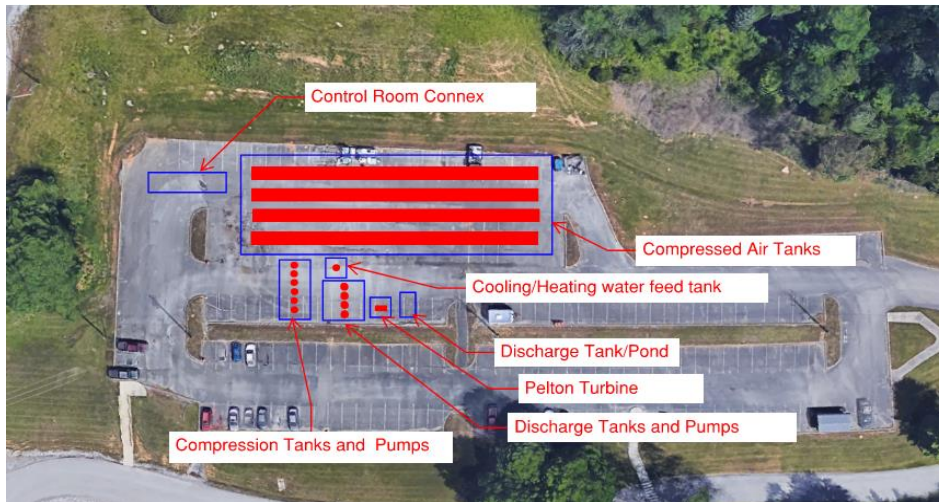 Control Room Connex
Compressed Air Tanks
Cooling/Heating water feed tank
Discharge Tank/Pond
Pelton Turbine
Discharge Tanks and Pumps
Compression Tanks and  Pumps